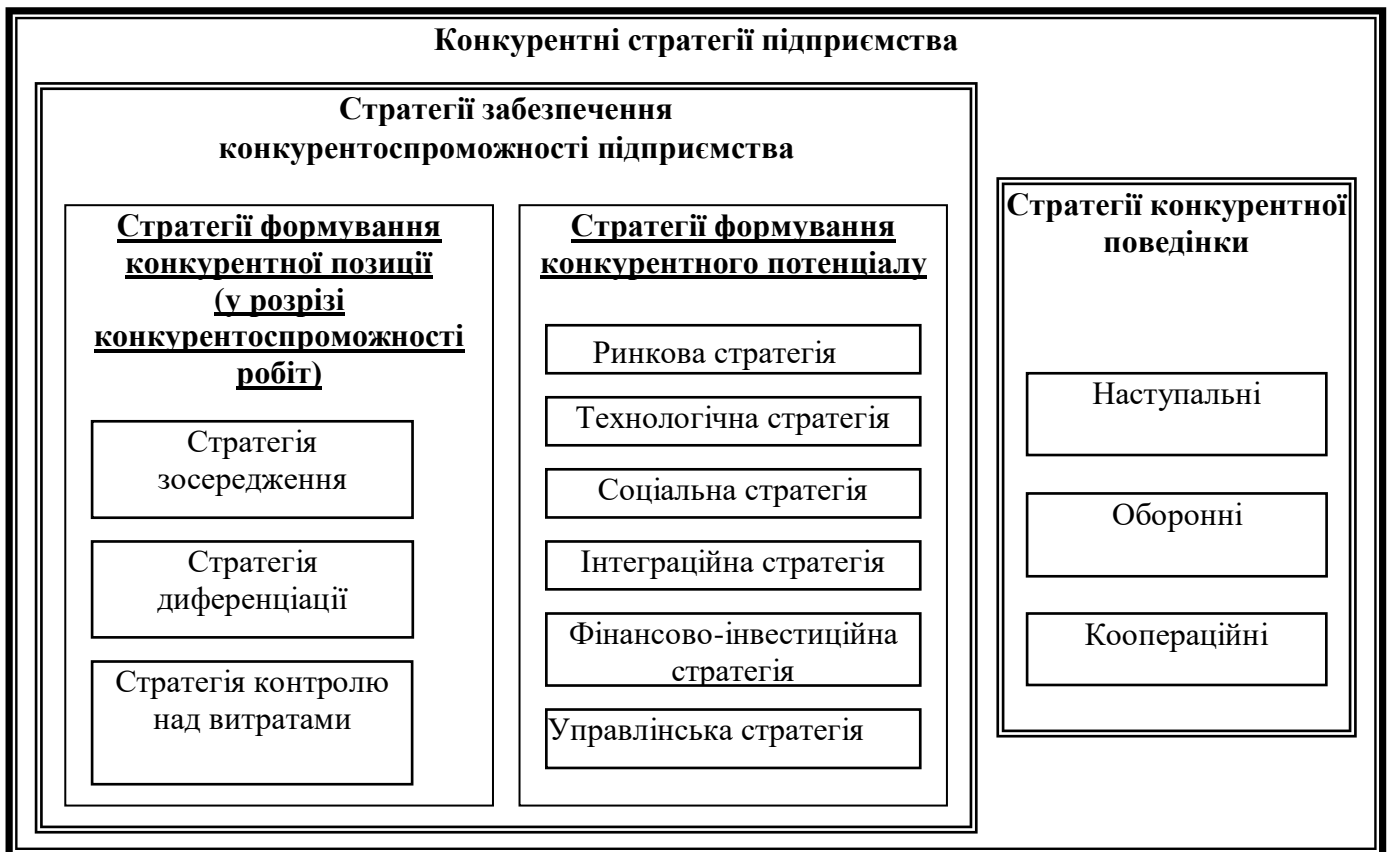 Конкурентні стратегії підприємства
Стратегії забезпечення
конкурентоспроможності підприємства
Стратегії формування
конкурентної позиції
(у розрізі
конкурентоспроможності
робіт)
Стратегія
зосередження
Стратегія
диференціації
Стратегія контролю
над витратами
Стратегії формування
конкурентного потенціалу
Ринкова стратегія
Технологічна стратегія
Соціальна стратегія
Інтеграційна стратегія
Фінансово-інвестиційна
стратегія
Управлінська стратегія
Стратегії конкурентної
поведінки
Наступальні
Оборонні
Коопераційні